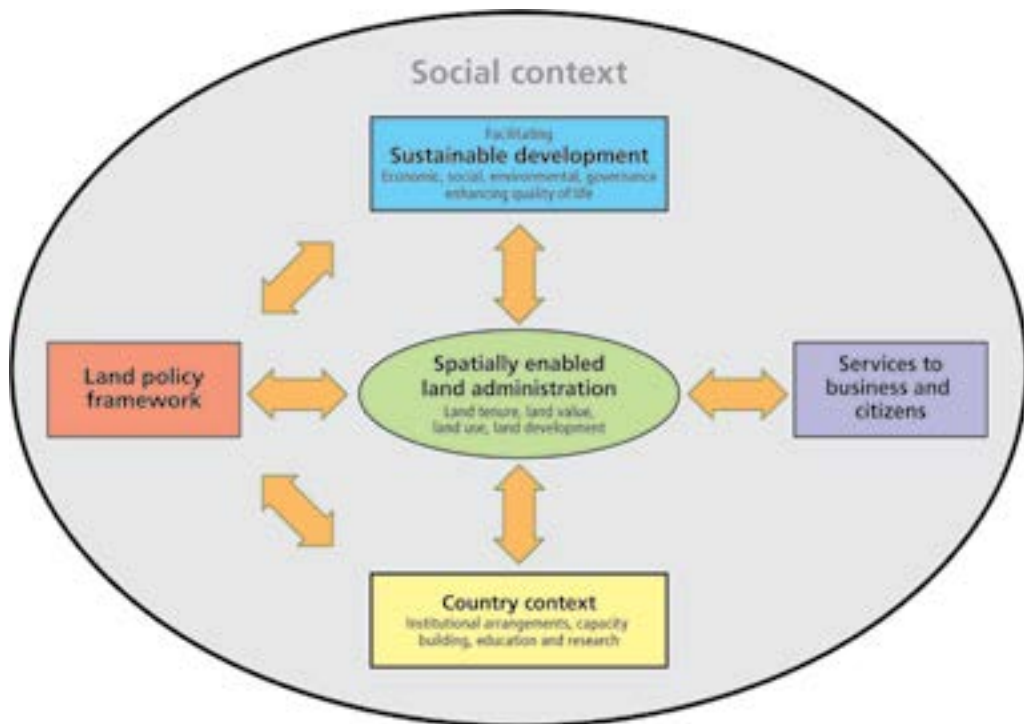 Social context
Facilitating
Sustainable development
Economic, social, environmental, governance
enhancing quality of life
Land policy
framework
Spatially enabled
land administration
Land tenure, land value,
land use, land development
Services to
business and
citizens
Country context
Institutional arrangements, capacity
building, education and research